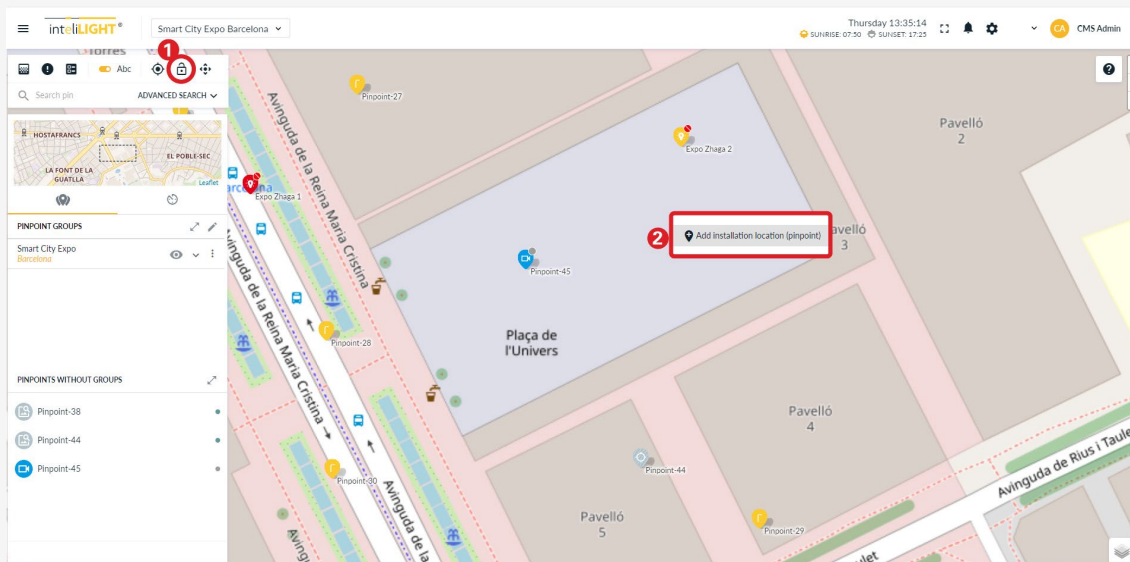 inteliLIGHT®
Smart City Expo Barcelona
Thursday 13:35:14
SUNRISE: 07:50 SUNSET: 17:25
CA
CMS Admin
1
Torres
Abc
Search pin
ADVANCED SEARCH
HOSTAFRANCS
EL POBLE-SEC
LA FONT DE LA
GUATLLA
Leaflet
PINPOINT GROUPS
Smart City Expo
Barcelona
PINPOINTS WITHOUT GROUPS
Pinpoint-38
Pinpoint-44
Pinpoint-45
Pinpoint-27
Expo Zhaga 2
Pavelló
2
Expo Zhaga 1
Avinguda de la Reina Maria Cristina
2
Add installation location (pinpoint)
avelló
3
Pinpoint-45
Avinguda de la Reina Maria Cristina
Pinpoint-28
Plaça de
l'Univers
Pavelló
4
Pinpoint-44
Pinpoint-30
Avinguda de la
Avinguda de Rius i Taule
Pavelló
5
Pinpoint-29